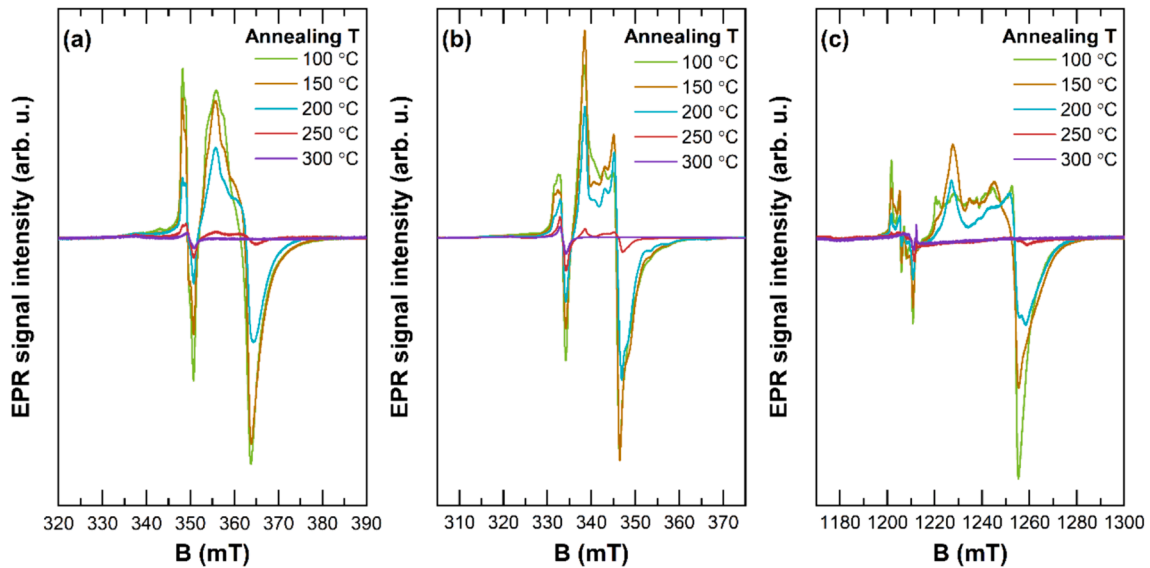 (a)
Annealing T
100 °C
150 °C
200 °C
250 °C
300 °C
EPR signal intensity (arb. u.)
320 330 340 350 360 370 380 390
B (mT)
(b)
Annealing T
100 °C
150 °C
200 °C
250 °C
300 °C
EPR signal intensity (arb. u.)
310 320 330 340 350 360 370
B (mT)
(c)
Annealing T
100 °C
150 °C
200 °C
250 °C
300 °C
EPR signal intensity (arb. u.)
1180 1200 1220 1240 1260 1280 1300
B (mT)